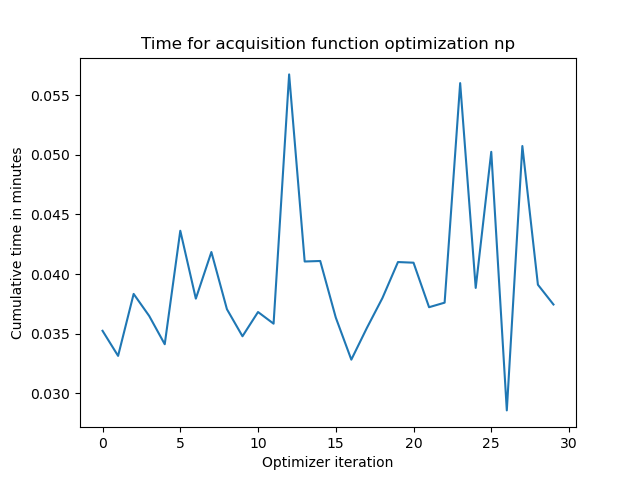 Time for acquisition function optimization np
Cumulative time in minutes
0.055
0.050
0.045
0.040
0.035
0.030
0 5 10 15 20 25 30
Optimizer iteration